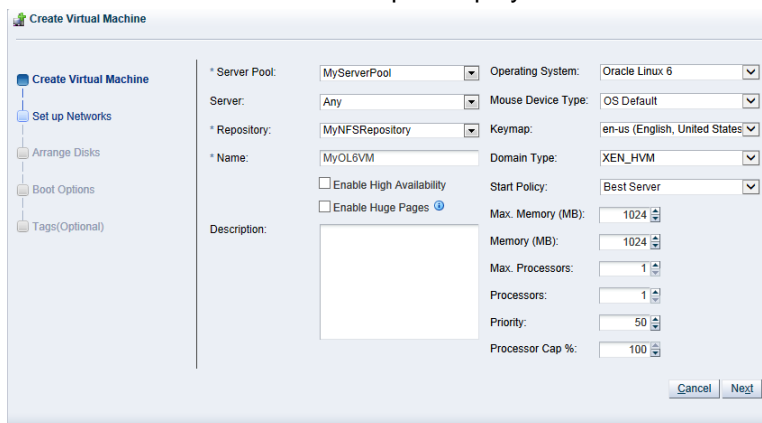 Create Virtual Machine
Create Virtual Machine
Set up Networks
Arrange Disks
Boot Options
Tags(Optional)
* Server Pool: MyServerPool
Server: Any
* Repository: MyNFSRepository
* Name: MyOL6VM
Enable High Availability
Enable Huge Pages
Description:
Operating System: Oracle Linux 6
Mouse Device Type: OS Default
Keymap: en-us (English, United States
Domain Type: XEN_HVM
Start Policy: Best Server
Max. Memory (MB): 1024
Memory (MB): 1024
Max. Processors: 1
Processors: 1
Priority: 50
Processor Cap %: 100
Cancel Next